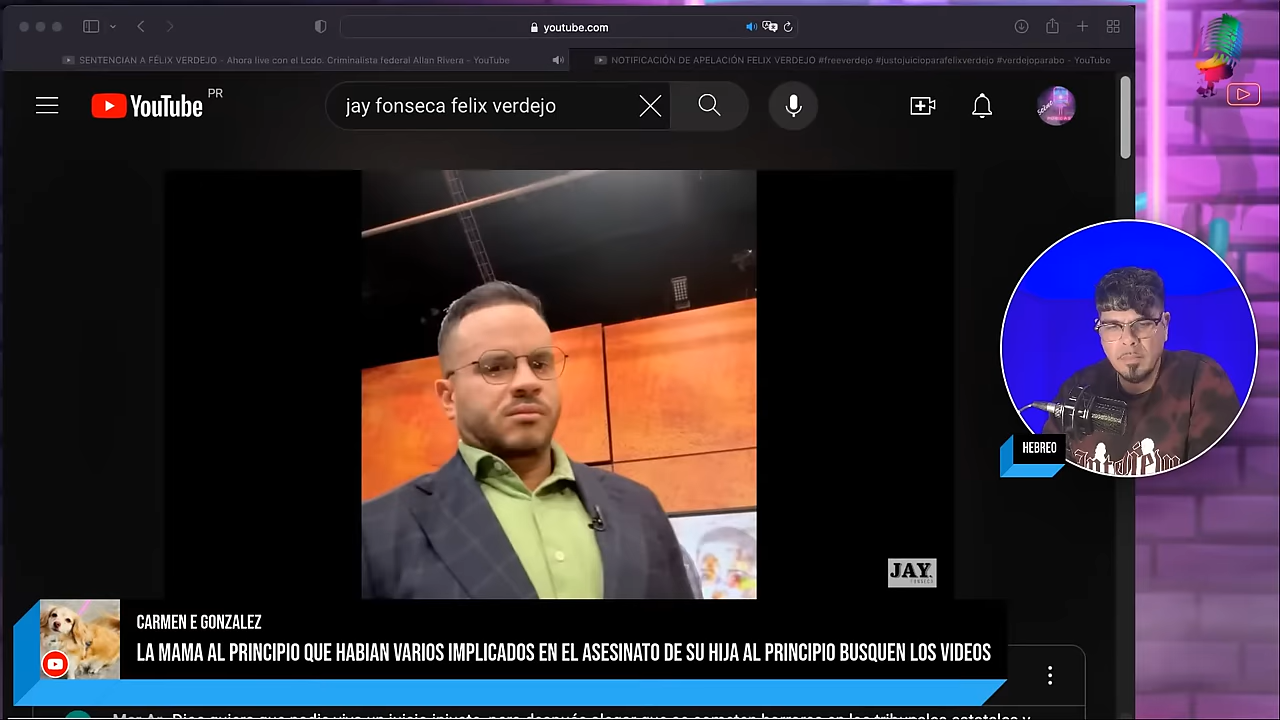 youtube.com
SENTENCIAN A FÉLIX VERDEJO - Ahora live con el Lcdo. Criminalista federal Allan Rivera - YouTube
NOTIFICACIÓN DE APELACIÓN FELIX VERDEJO #freeverdejo #justojuicioparafelixverdejo #verdejoparabo - YouTube
YouTube PR
jay fonseca felix verdejo
HEBREO
JAY
FONSECA
CARMEN E GONZALEZ
LA MAMA AL PRINCIPIO QUE HABIAN VARIOS IMPLICADOS EN EL ASESINATO DE SU HIJA AL PRINCIPIO BUSQUEN LOS VIDEOS